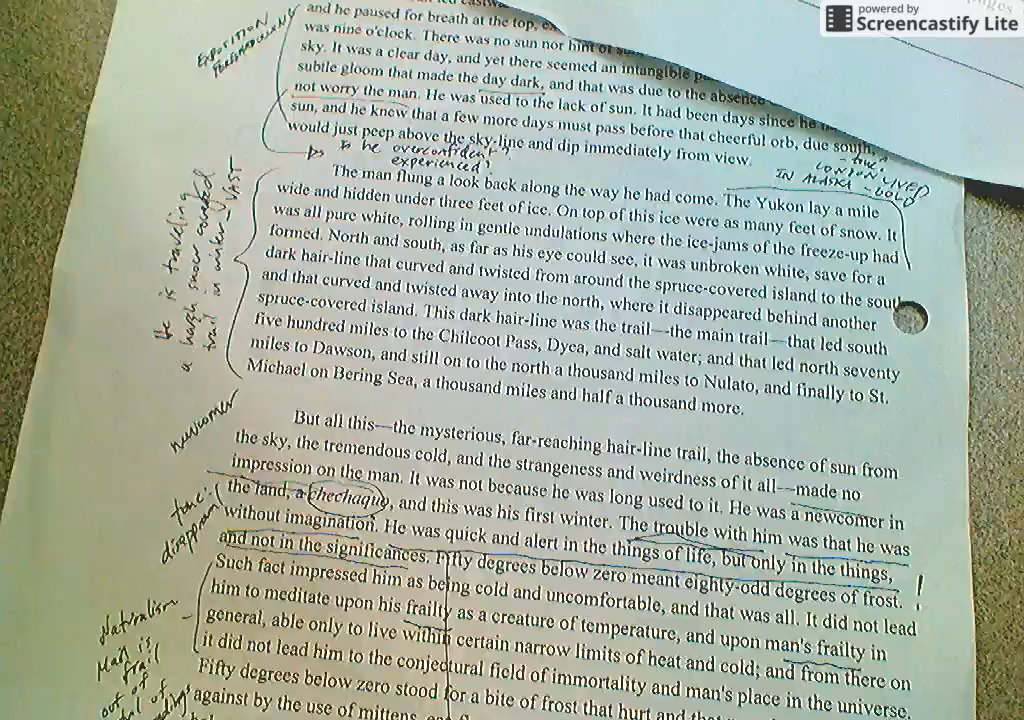 powered by
Screencastify Lite
and he paused for breath at the top,
was nine o'clock. There was no sun nor hint of
sky. It was a clear day, and yet there seemed an intangible
subtle gloom that made the day dark, and that was due to the absence
not worry the man. He was used to the lack of sun. It had been days since he
sun, and he knew that a few more days must pass before that cheerful orb, due south,
would just peep above the sky-line and dip immediately from view.
Is he overconfident?
experienced?
LONDON LIVED
IN ALASKA - GOLD
The man flung a look back along the way he had come. The Yukon lay a mile
wide and hidden under three feet of ice. On top of this ice were as many feet of snow. It
was all pure white, rolling in gentle undulations where the ice-jams of the freeze-up had
formed. North and south, as far as his eye could see, it was unbroken white, save for a
dark hair-line that curved and twisted from around the spruce-covered island to the south
and that curved and twisted away into the north, where it disappeared behind another
spruce-covered island. This dark hair-line was the trail—the main trail—that led south
five hundred miles to the Chilcoot Pass, Dyea, and salt water; and that led north seventy
miles to Dawson, and still on to the north a thousand miles to Nulato, and finally to St.
Michael on Bering Sea, a thousand miles and half a thousand more.
He is traveling
a harsh snow covered
trail in winter - VAST
newcomer
But all this—the mysterious, far-reaching hair-line trail, the absence of sun from
the sky, the tremendous cold, and the strangeness and weirdness of it all—made no
impression on the man. It was not because he was long used to it. He was a newcomer in
the land, a chechaquo, and this was his first winter. The trouble with him was that he was
without imagination. He was quick and alert in the things of life, but only in the things,
and not in the significances. Fifty degrees below zero meant eighty-odd degrees of frost. !
Such fact impressed him as being cold and uncomfortable, and that was all. It did not lead
him to meditate upon his frailty as a creature of temperature, and upon man's frailty in
general, able only to live within certain narrow limits of heat and cold; and from there on
it did not lead him to the conjectural field of immortality and man's place in the universe.
Fifty degrees below zero stood for a bite of frost that hurt and that
against by the use of mittens,
tone:
Naturalism
Man is
frail
out of